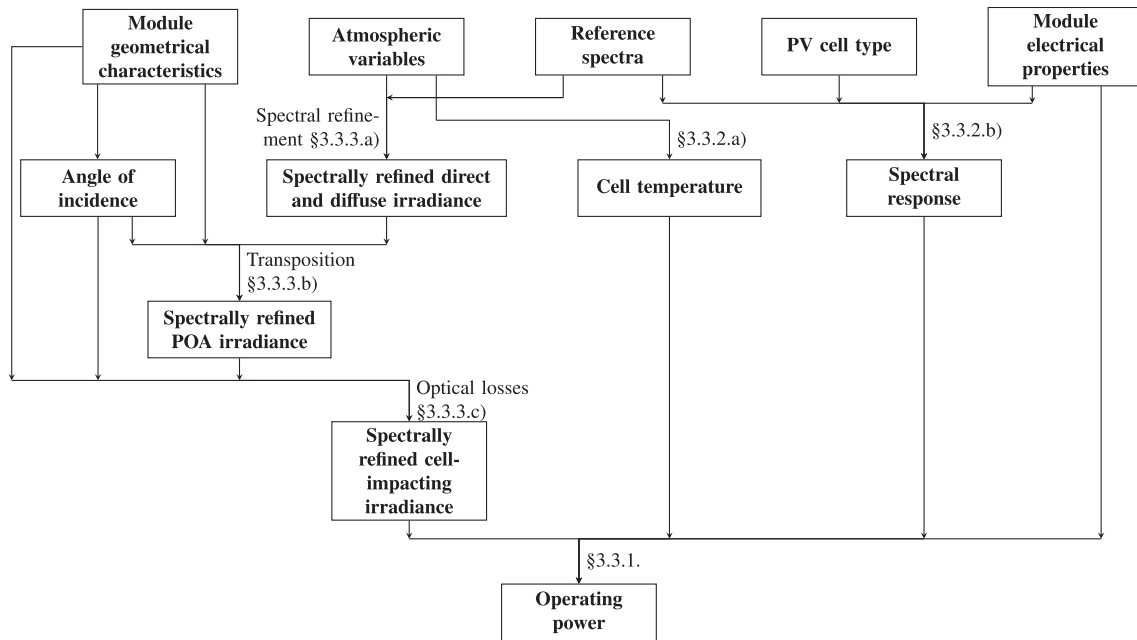 Module
geometrical
characteristics
Atmospheric
variables
Reference
spectra
PV cell type
Module
electrical
properties
Spectral refine-
ment §3.3.3.a)
§3.3.2.a)
§3.3.2.b)
Angle of
incidence
Spectrally refined direct
and diffuse irradiance
Cell temperature
Spectral
response
Transposition
§3.3.3.b)
Spectrally refined
POA irradiance
Optical losses
§3.3.3.c)
Spectrally
refined cell-
impacting
irradiance
§3.3.1.
Operating
power